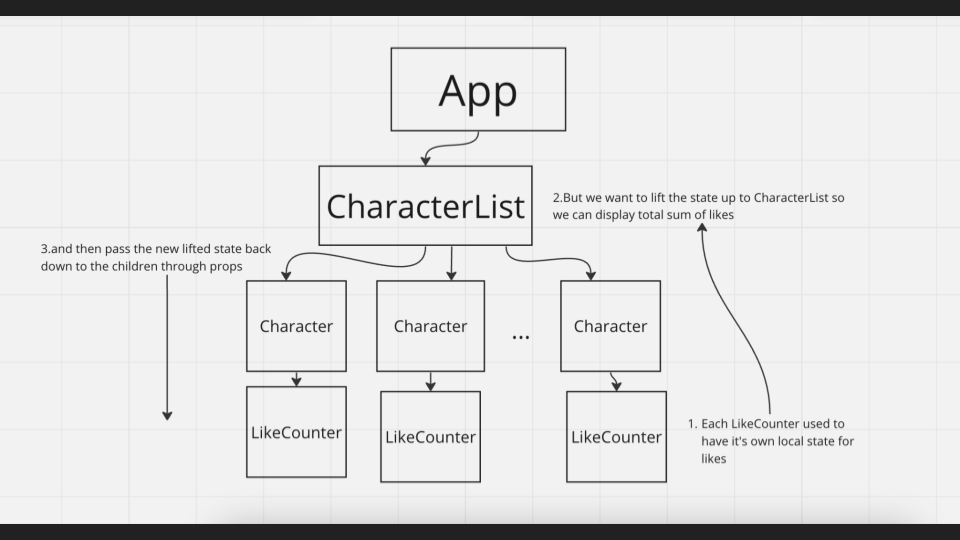 App
CharacterList
2.But we want to lift the state up to CharacterList so
we can display total sum of likes
3.and then pass the new lifted state back
down to the children through props
Character
Character
...
Character
LikeCounter
LikeCounter
LikeCounter
1. Each LikeCounter used to
have it's own local state for
likes